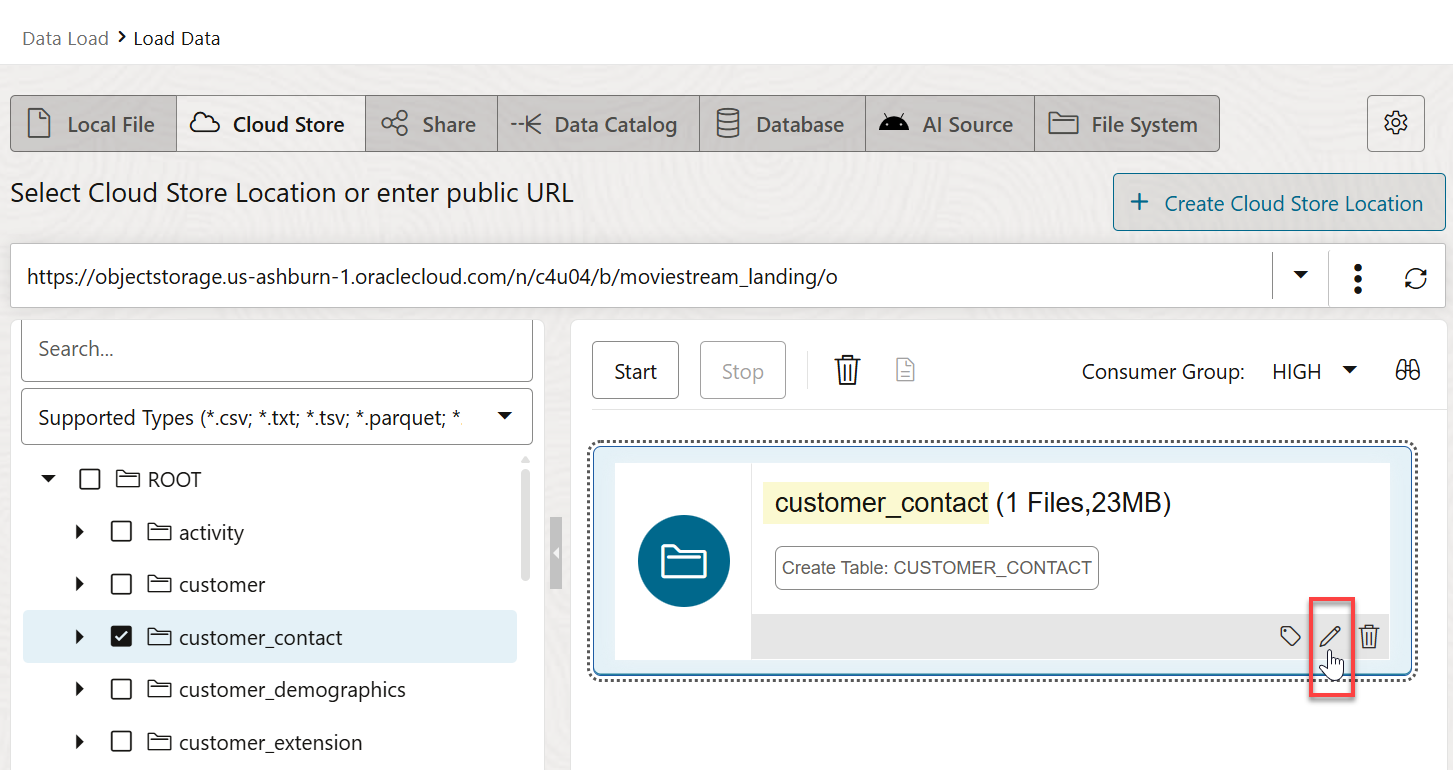 Data Load > Load Data
Local File
Cloud Store
Share
Data Catalog
Database
AI Source
File System
Select Cloud Store Location or enter public URL
+ Create Cloud Store Location
https://objectstorage.us-ashburn-1.oraclecloud.com/n/c4u04/b/moviestream_landing/o
Search...
Supported Types (*.csv; *.txt; *.tsv; *.parquet; *
ROOT
activity
customer
customer_contact
customer_demographics
customer_extension
Start
Stop
Consumer Group: HIGH
customer_contact (1 Files,23MB)
Create Table: CUSTOMER_CONTACT